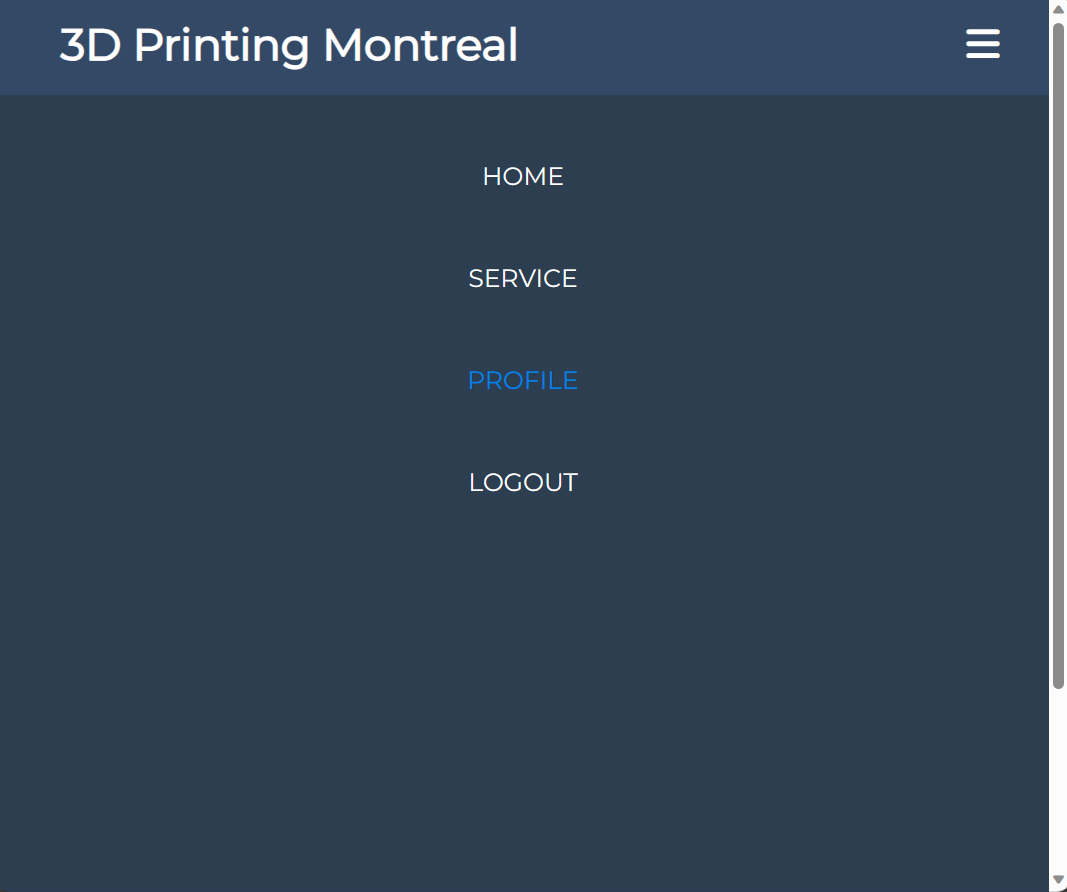 3D Printing Montreal
HOME
SERVICE
PROFILE
LOGOUT